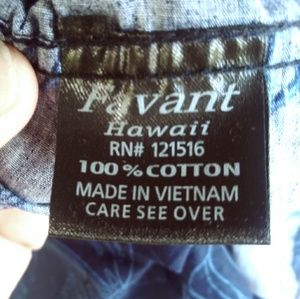 Favant
Hawaii
RN# 121516
100% COTTON
MADE IN VIETNAM
CARE SEE OVER